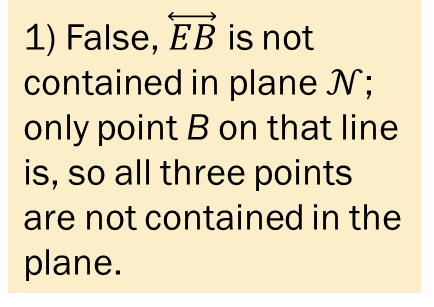 1) False, $\overleftrightarrow{EB}$ is not
contained in plane 𝒩;
only point B on that line
is, so all three points
are not contained in the
plane.